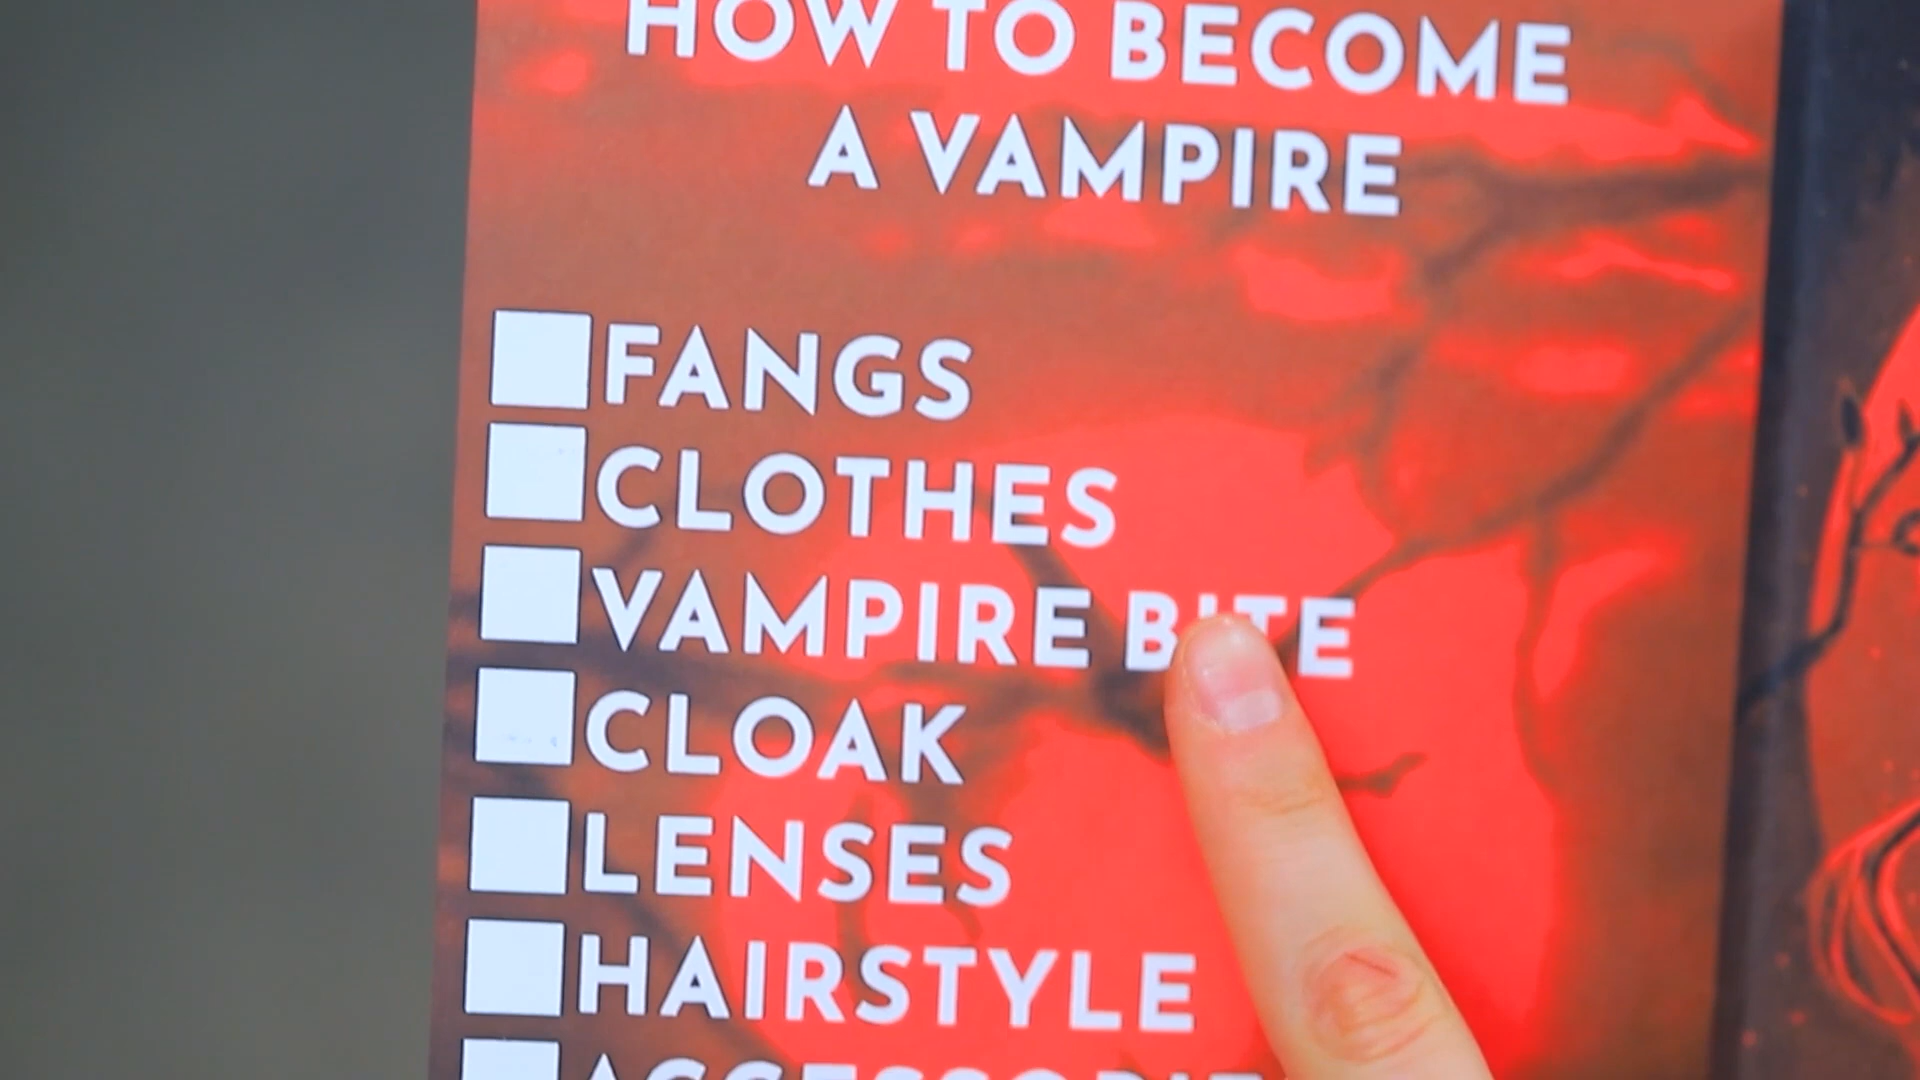 HOW TO BECOME
A VAMPIRE
FANGS
CLOTHES
VAMPIRE BITE
CLOAK
LENSES
HAIRSTYLE